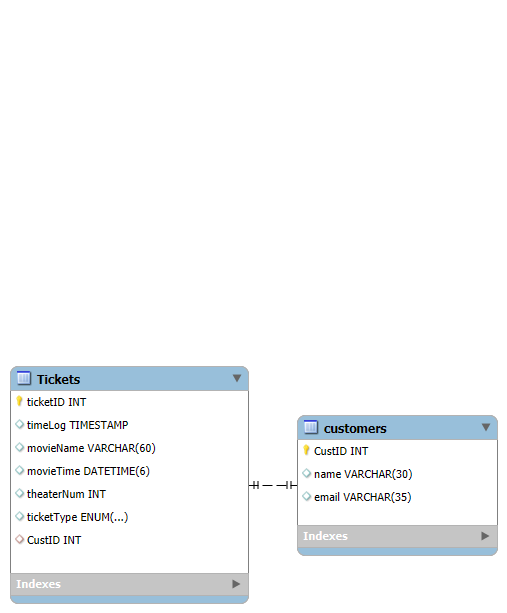 Tickets
ticketID INT
timeLog TIMESTAMP
movieName VARCHAR(60)
movieTime DATETIME(6)
theaterNum INT
ticketType ENUM(...)
CustID INT
Indexes
customers
CustID INT
name VARCHAR(30)
email VARCHAR(35)
Indexes